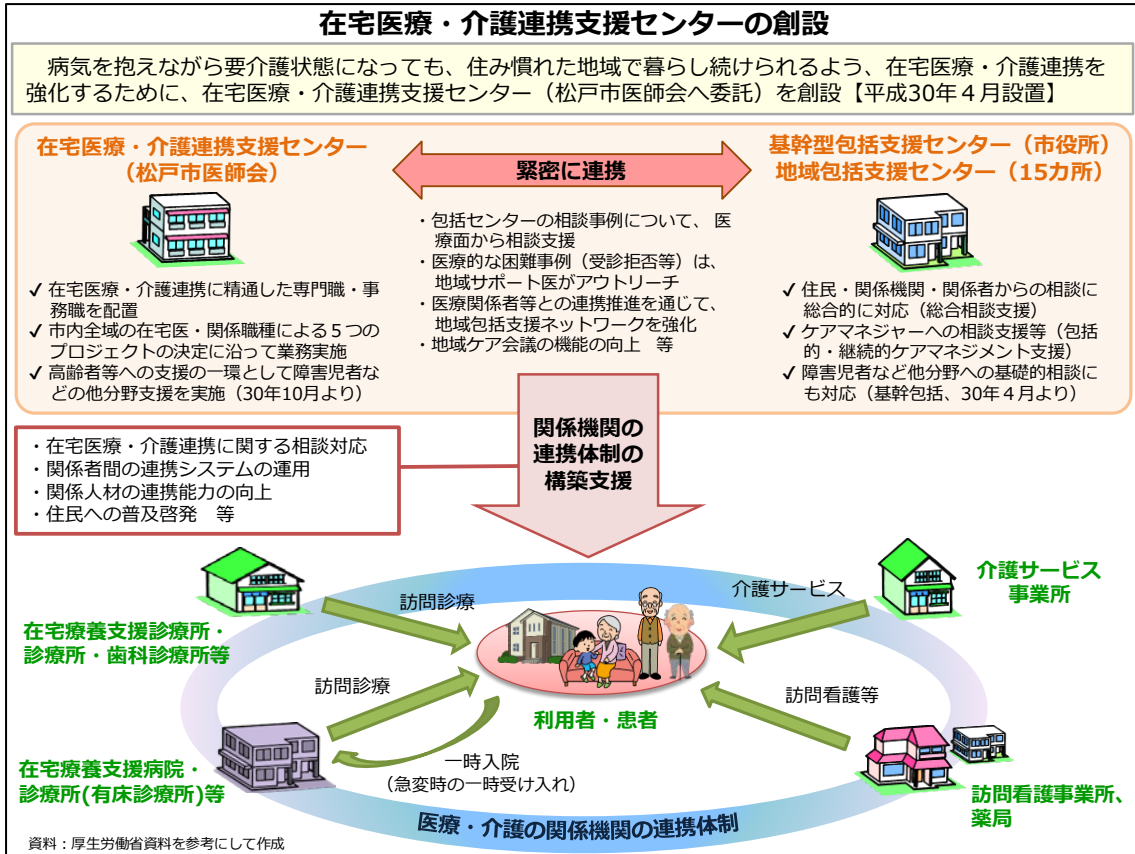 在宅医療・介護連携支援センターの創設
病気を抱えながら要介護状態になっても、住み慣れた地域で暮らし続けられるよう、在宅医療・介護連携を
強化するために、在宅医療・介護連携支援センター（松戸市医師会へ委託）を創設【平成30年４月設置】
在宅医療・介護連携支援センター
（松戸市医師会）
緊密に連携
基幹型包括支援センター（市役所）
地域包括支援センター（15カ所）
✓ 在宅医療・介護連携に精通した専門職・事
務職を配置
✓ 市内全域の在宅医・関係職種による５つの
プロジェクトの決定に沿って業務実施
✓ 高齢者等への支援の一環として障害児者な
どの他分野支援を実施（30年10月より）
・包括センターの相談事例について、 医
療面から相談支援
・医療的な困難事例（受診拒否等）は、
地域サポート医がアウトリーチ
・医療関係者等との連携推進を通じて、
地域包括支援ネットワークを強化
・地域ケア会議の機能の向上　等
✓ 住民・関係機関・関係者からの相談に
総合的に対応（総合相談支援）
✓ ケアマネジャーへの相談支援等（包括
的・継続的ケアマネジメント支援）
✓ 障害児者など他分野への基礎的相談に
も対応（基幹包括、30年４月より）
関係機関の
連携体制の
構築支援
・在宅医療・介護連携に関する相談対応
・関係者間の連携システムの運用
・関係人材の連携能力の向上
・住民への普及啓発　等
訪問診療
介護サービス
介護サービス
事業所
在宅療養支援診療所・
診療所・歯科診療所等
訪問診療
利用者・患者
訪問看護等
一時入院
（急変時の一時受け入れ）
在宅療養支援病院・
診療所(有床診療所)等
訪問看護事業所、
薬局
医療・介護の関係機関の連携体制
資料：厚生労働省資料を参考にして作成